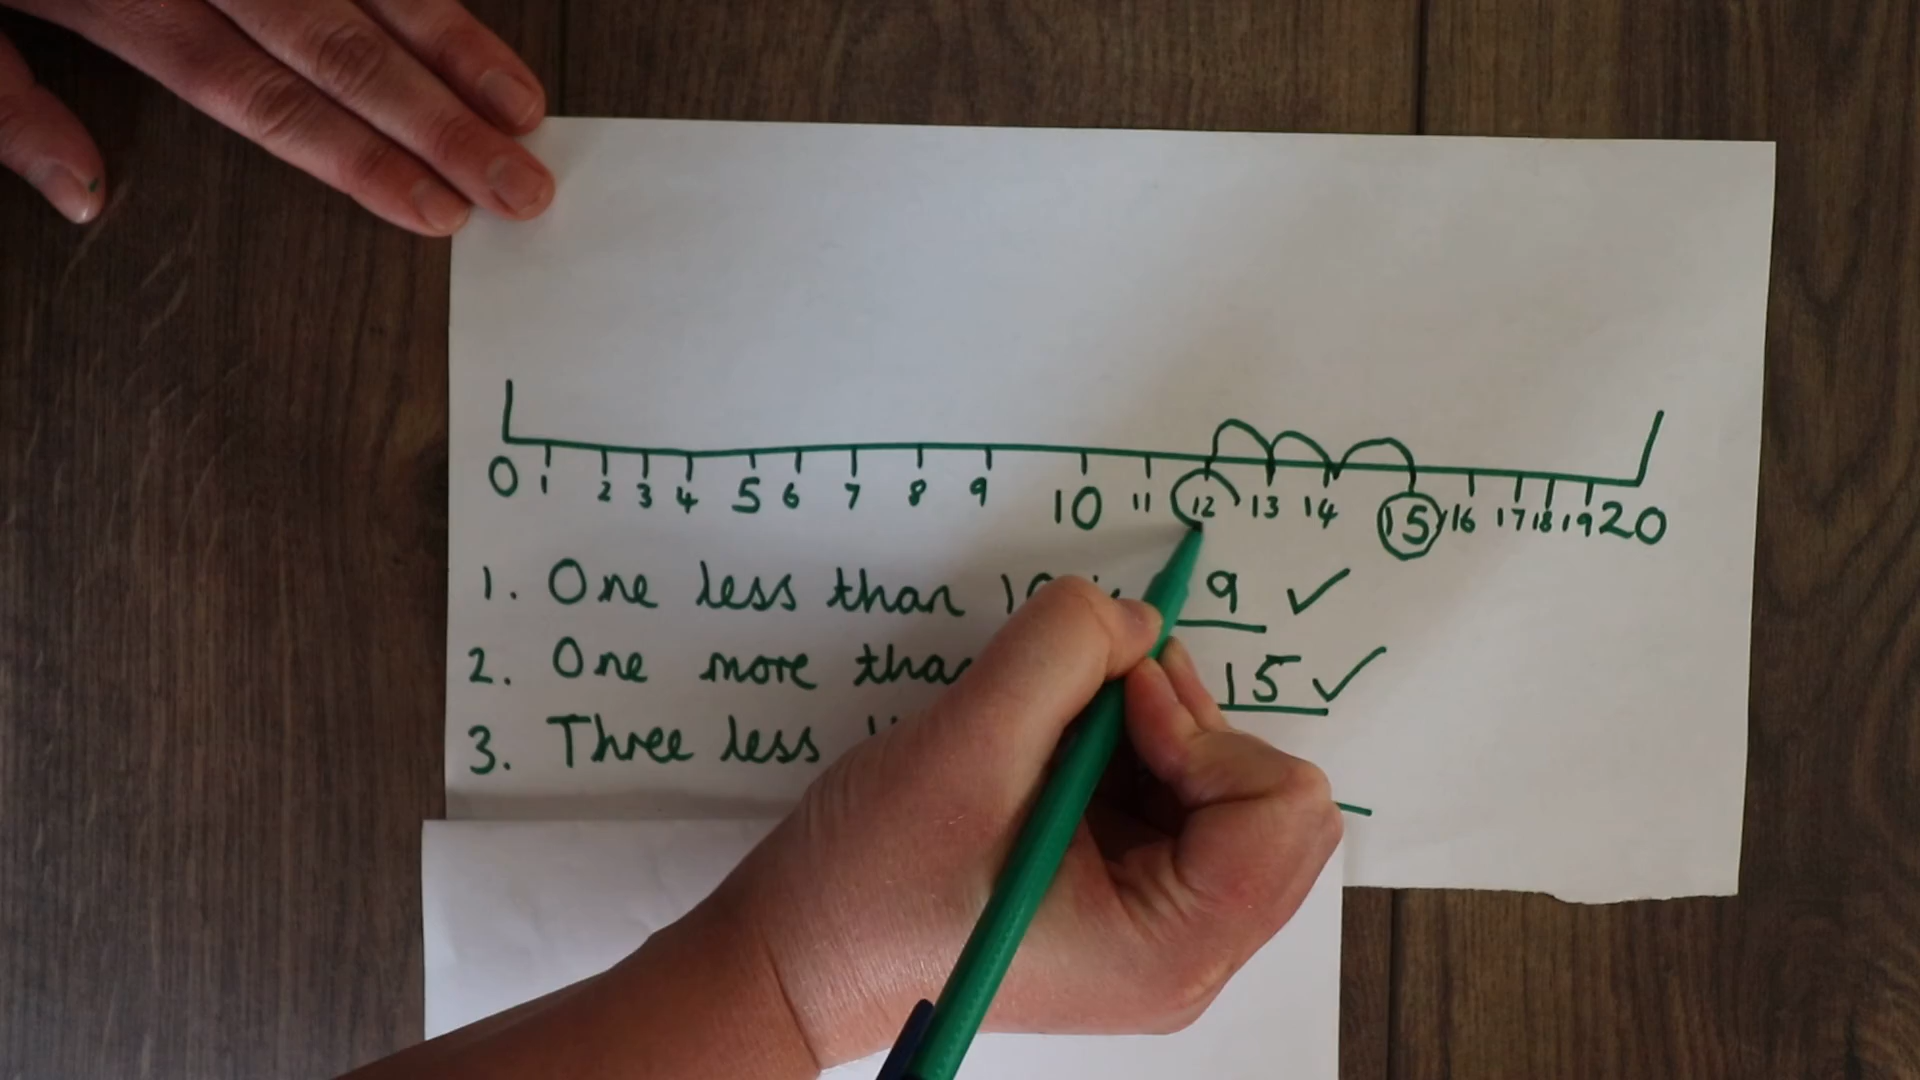 0 1 2 3 4 5 6 7 8 9 10 11 12 13 14 15 16 17 18 19 20
1. One less than 9 ✓
2. One more 15 ✓
3. Three less